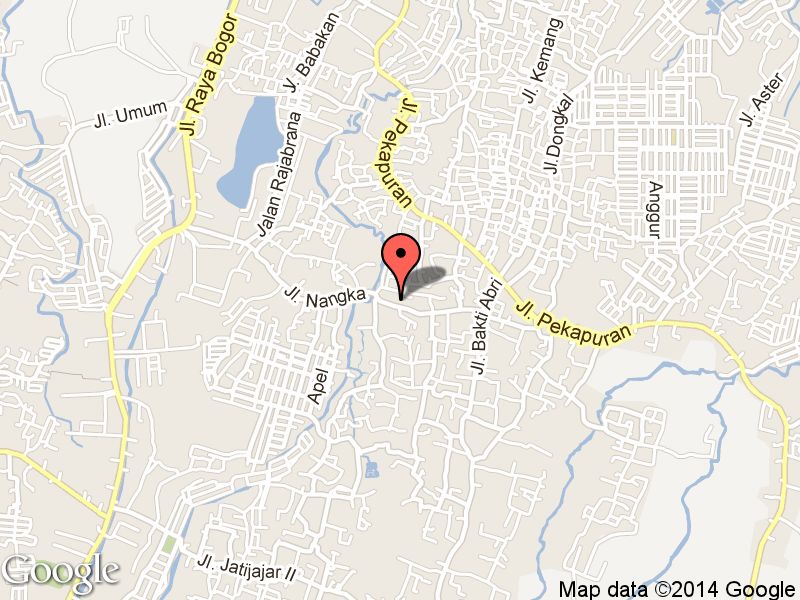 Jl. Kemang
Y. Babakan
Jl. Raya Bogor
Jl. Aster
Jl. Umum
Jl. Pekapuran
Jl.Dongkal
Jalan Rajabrana
Anggur
Jl. Nangka
Jl. Bakti Abri
Jl. Pekapuran
Apel
Jl. Jatijajar II
Google
Map data ©2014 Google